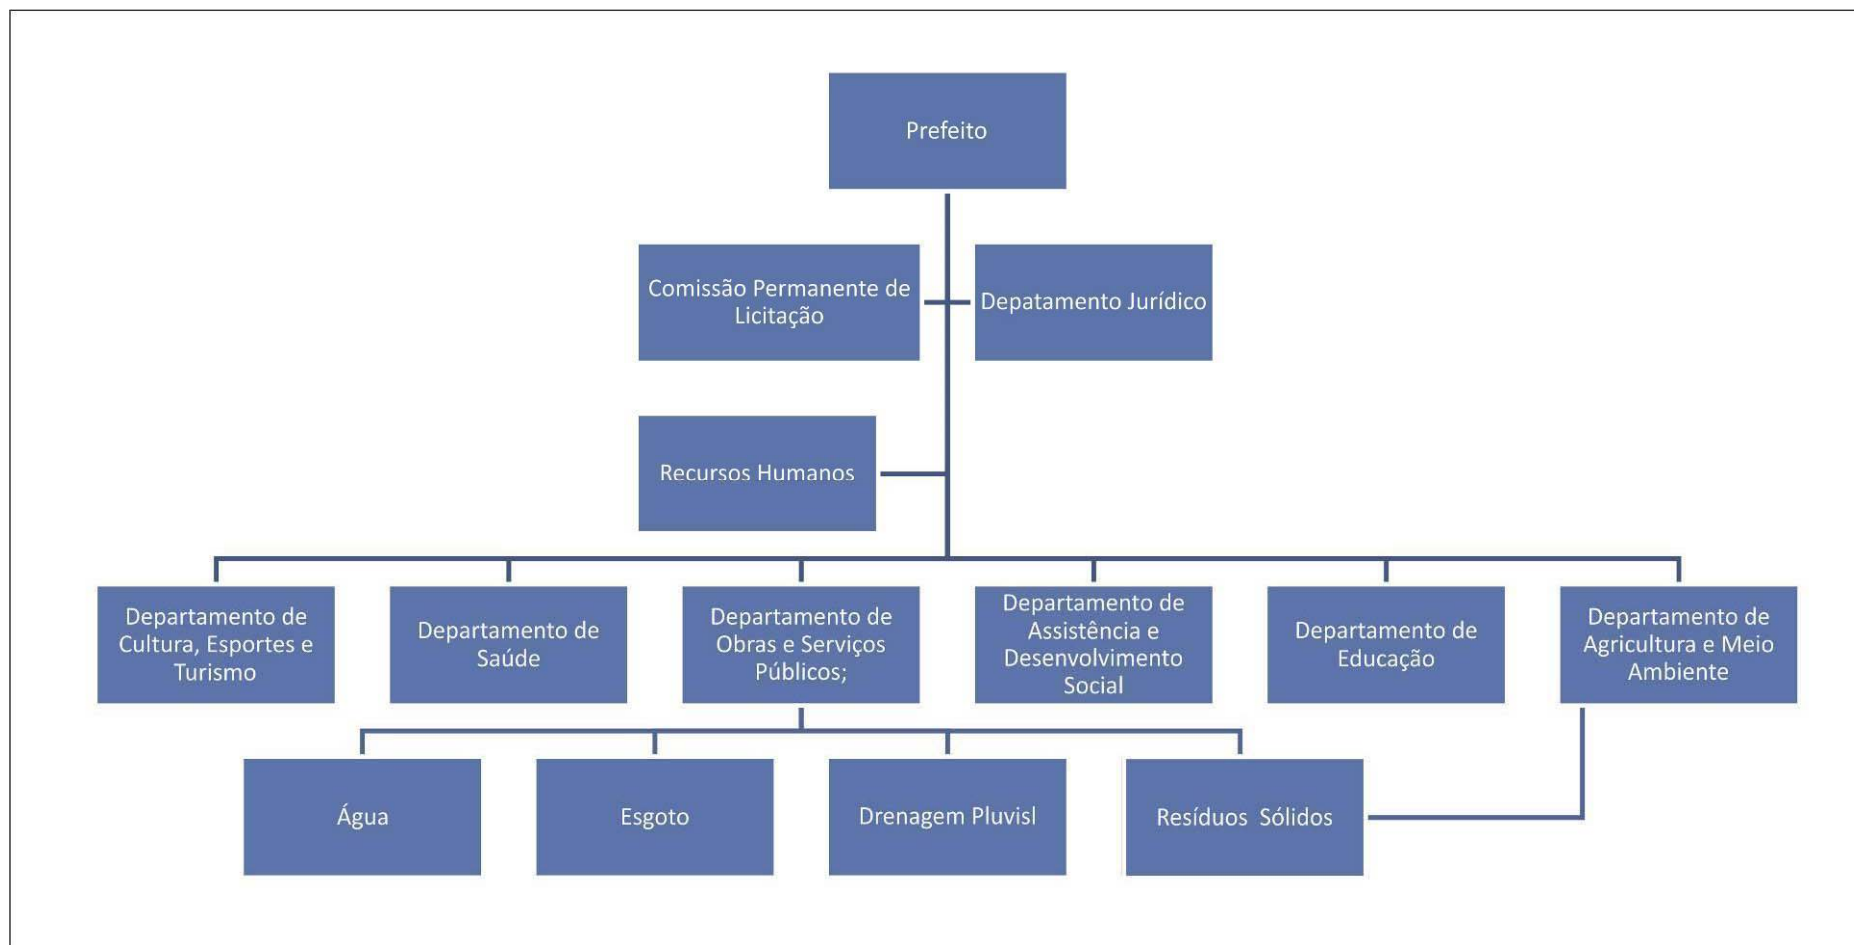 Prefeito
Comissão Permanente de
Licitação
Depatamento Jurídico
Recursos Humanos
Departamento de
Cultura, Esportes e
Turismo
Departamento de
Saúde
Departamento de
Obras e Serviços
Públicos;
Departamento de
Assistência e
Desenvolvimento
Social
Departamento de
Educação
Departamento de
Agricultura e Meio
Ambiente
Água
Esgoto
Drenagem Pluvisl
Resíduos  Sólidos